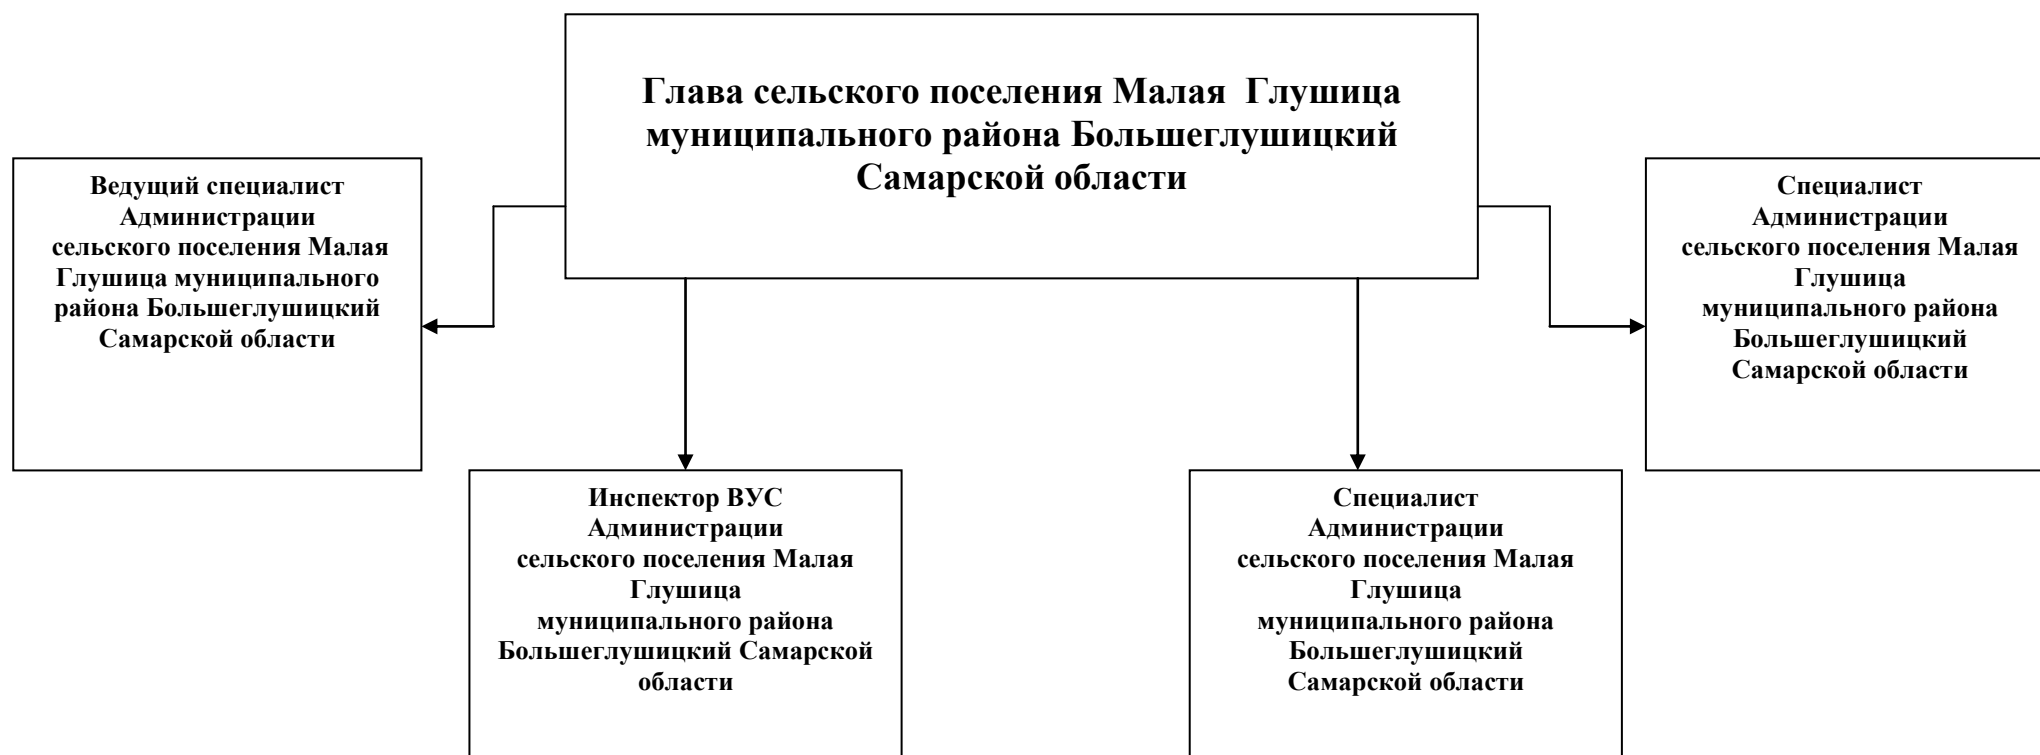 Глава сельского поселения Малая Глушица
муниципального района Большеглушицкий
Самарской области
Ведущий специалист
Администрации
сельского поселения Малая
Глушица муниципального
района Большеглушицкий
Самарской области
Специалист
Администрации
сельского поселения Малая
Глушица
муниципального района
Большеглушицкий
Самарской области
Инспектор ВУС
Администрации
сельского поселения Малая
Глушица
муниципального района
Большеглушицкий Самарской
области
Специалист
Администрации
сельского поселения Малая
Глушица
муниципального района
Большеглушицкий
Самарской области